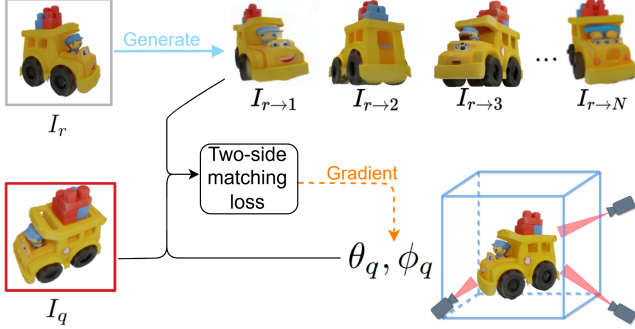 Generate
I_r
I_{r→1}
I_{r→2}
I_{r→3}
...
I_{r→N}
Two-side
matching
loss
Gradient
I_q
θ_q, ϕ_q